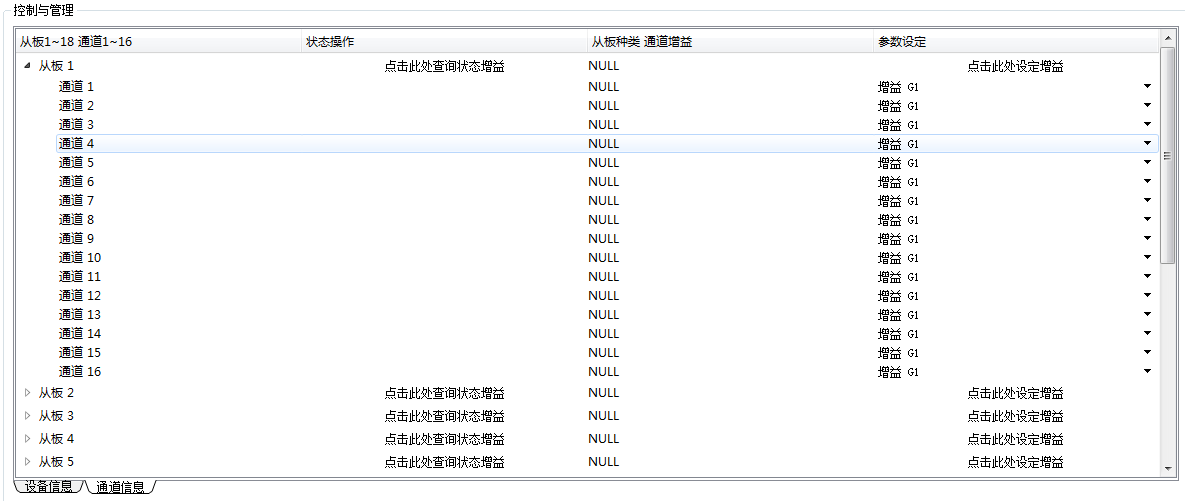 控制与管理
从板1~18 通道1~16 状态操作 从板种类 通道增益 参数设定
从板 1 点击此处查询状态增益 NULL 点击此处设定增益
通道 1 NULL 增益 G1
通道 2 NULL 增益 G1
通道 3 NULL 增益 G1
通道 4 NULL 增益 G1
通道 5 NULL 增益 G1
通道 6 NULL 增益 G1
通道 7 NULL 增益 G1
通道 8 NULL 增益 G1
通道 9 NULL 增益 G1
通道 10 NULL 增益 G1
通道 11 NULL 增益 G1
通道 12 NULL 增益 G1
通道 13 NULL 增益 G1
通道 14 NULL 增益 G1
通道 15 NULL 增益 G1
通道 16 NULL 增益 G1
从板 2 点击此处查询状态增益 NULL 点击此处设定增益
从板 3 点击此处查询状态增益 NULL 点击此处设定增益
从板 4 点击此处查询状态增益 NULL 点击此处设定增益
从板 5 点击此处查询状态增益 NULL 点击此处设定增益
设备信息 通道信息